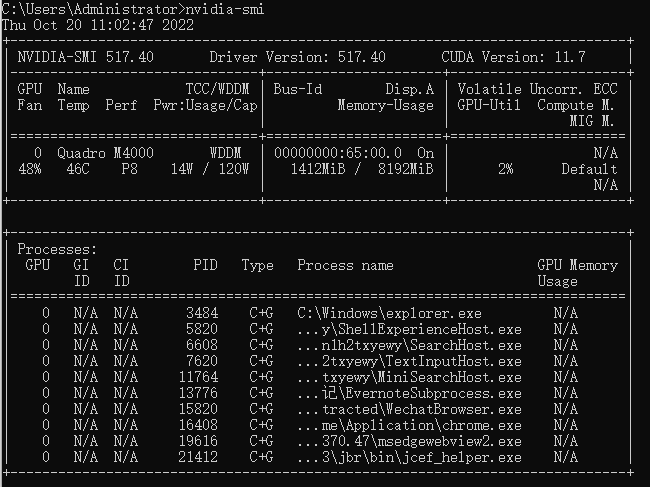 C:\Users\Administrator>nvidia-smi
Thu Oct 20 11:02:47 2022
+-----------------------------------------------------------------------------+
| NVIDIA-SMI 517.40       Driver Version: 517.40       CUDA Version: 11.7     |
|-------------------------------+----------------------+----------------------+
| GPU  Name            TCC/WDDM | Bus-Id        Disp.A | Volatile Uncorr. ECC |
| Fan  Temp  Perf  Pwr:Usage/Cap|         Memory-Usage | GPU-Util  Compute M. |
|                               |                      |               MIG M. |
|===============================+======================+======================|
|   0  Quadro M4000       WDDM  | 00000000:65:00.0  On |                  N/A |
| 48%   46C    P8    14W / 120W |   1412MiB /  8192MiB |      2%      Default |
|                               |                      |                  N/A |
+-------------------------------+----------------------+----------------------+

+-----------------------------------------------------------------------------+
| Processes:                                                                  |
|  GPU   GI   CI        PID   Type   Process name                  GPU Memory |
|        ID   ID                                                   Usage      |
|=============================================================================|
|    0   N/A  N/A      3484    C+G   C:\Windows\explorer.exe         N/A      |
|    0   N/A  N/A      5820    C+G   ...y\ShellExperienceHost.exe    N/A      |
|    0   N/A  N/A      6608    C+G   ...n1h2txyewy\SearchHost.exe    N/A      |
|    0   N/A  N/A      7620    C+G   ...2txyewy\TextInputHost.exe    N/A      |
|    0   N/A  N/A     11764    C+G   ...txyewy\MiniSearchHost.exe    N/A      |
|    0   N/A  N/A     13776    C+G   ...记\EvernoteSubprocess.exe    N/A      |
|    0   N/A  N/A     15820    C+G   ...tracted\WechatBrowser.exe    N/A      |
|    0   N/A  N/A     16408    C+G   ...me\Application\chrome.exe    N/A      |
|    0   N/A  N/A     19616    C+G   ...370.47\msedgewebview2.exe    N/A      |
|    0   N/A  N/A     21412    C+G   ...3\jbr\bin\jcef_helper.exe    N/A      |
+-----------------------------------------------------------------------------+